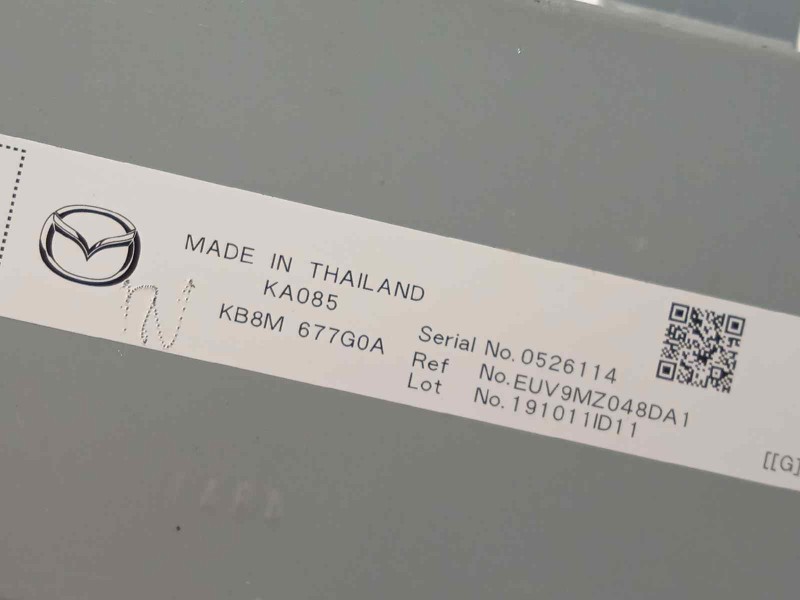 MADE IN THAILAND
KA085
KB8M 677G0A
Serial No.0526114
Ref No.EUV9MZ048DA1
Lot No.191011ID11
[[G]